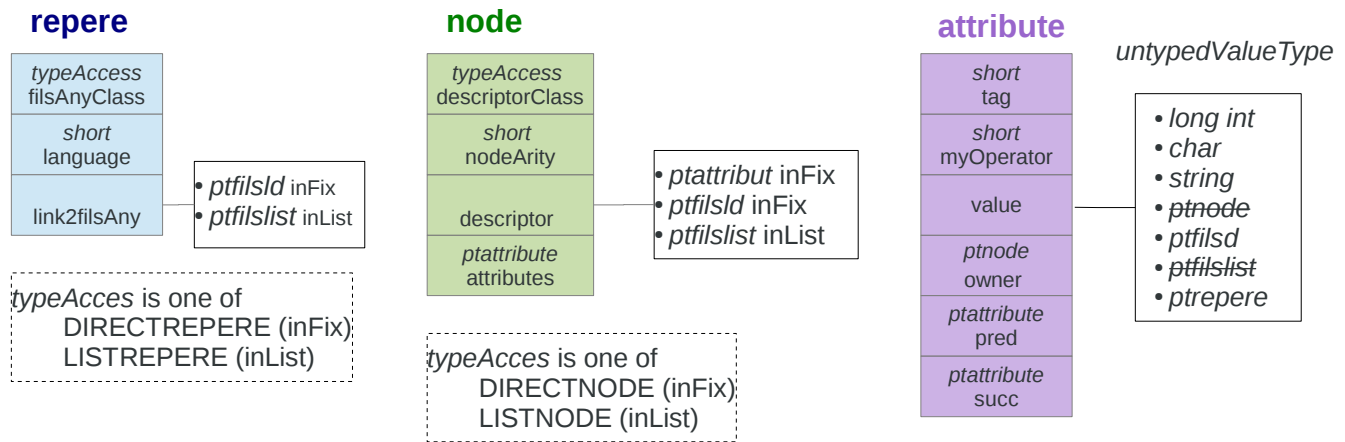 repere
typeAccess
filsAnyClass
short
language
link2filsAny
• ptfilsld inFix
• ptfilslist inList
typeAcces is one of
DIRECTREPERE (inFix)
LISTREPERE (inList)
node
typeAccess
descriptorClass
short
nodeArity
descriptor
ptattribute
attributes
• ptattribut inFix
• ptfilsld inFix
• ptfilslist inList
typeAcces is one of
DIRECTNODE (inFix)
LISTNODE (inList)
attribute
short
tag
short
myOperator
value
ptnode
owner
ptattribute
pred
ptattribute
succ
untypedValueType
• long int
• char
• string
• ptnode
• ptfilsd
• ptfilslist
• ptrepere